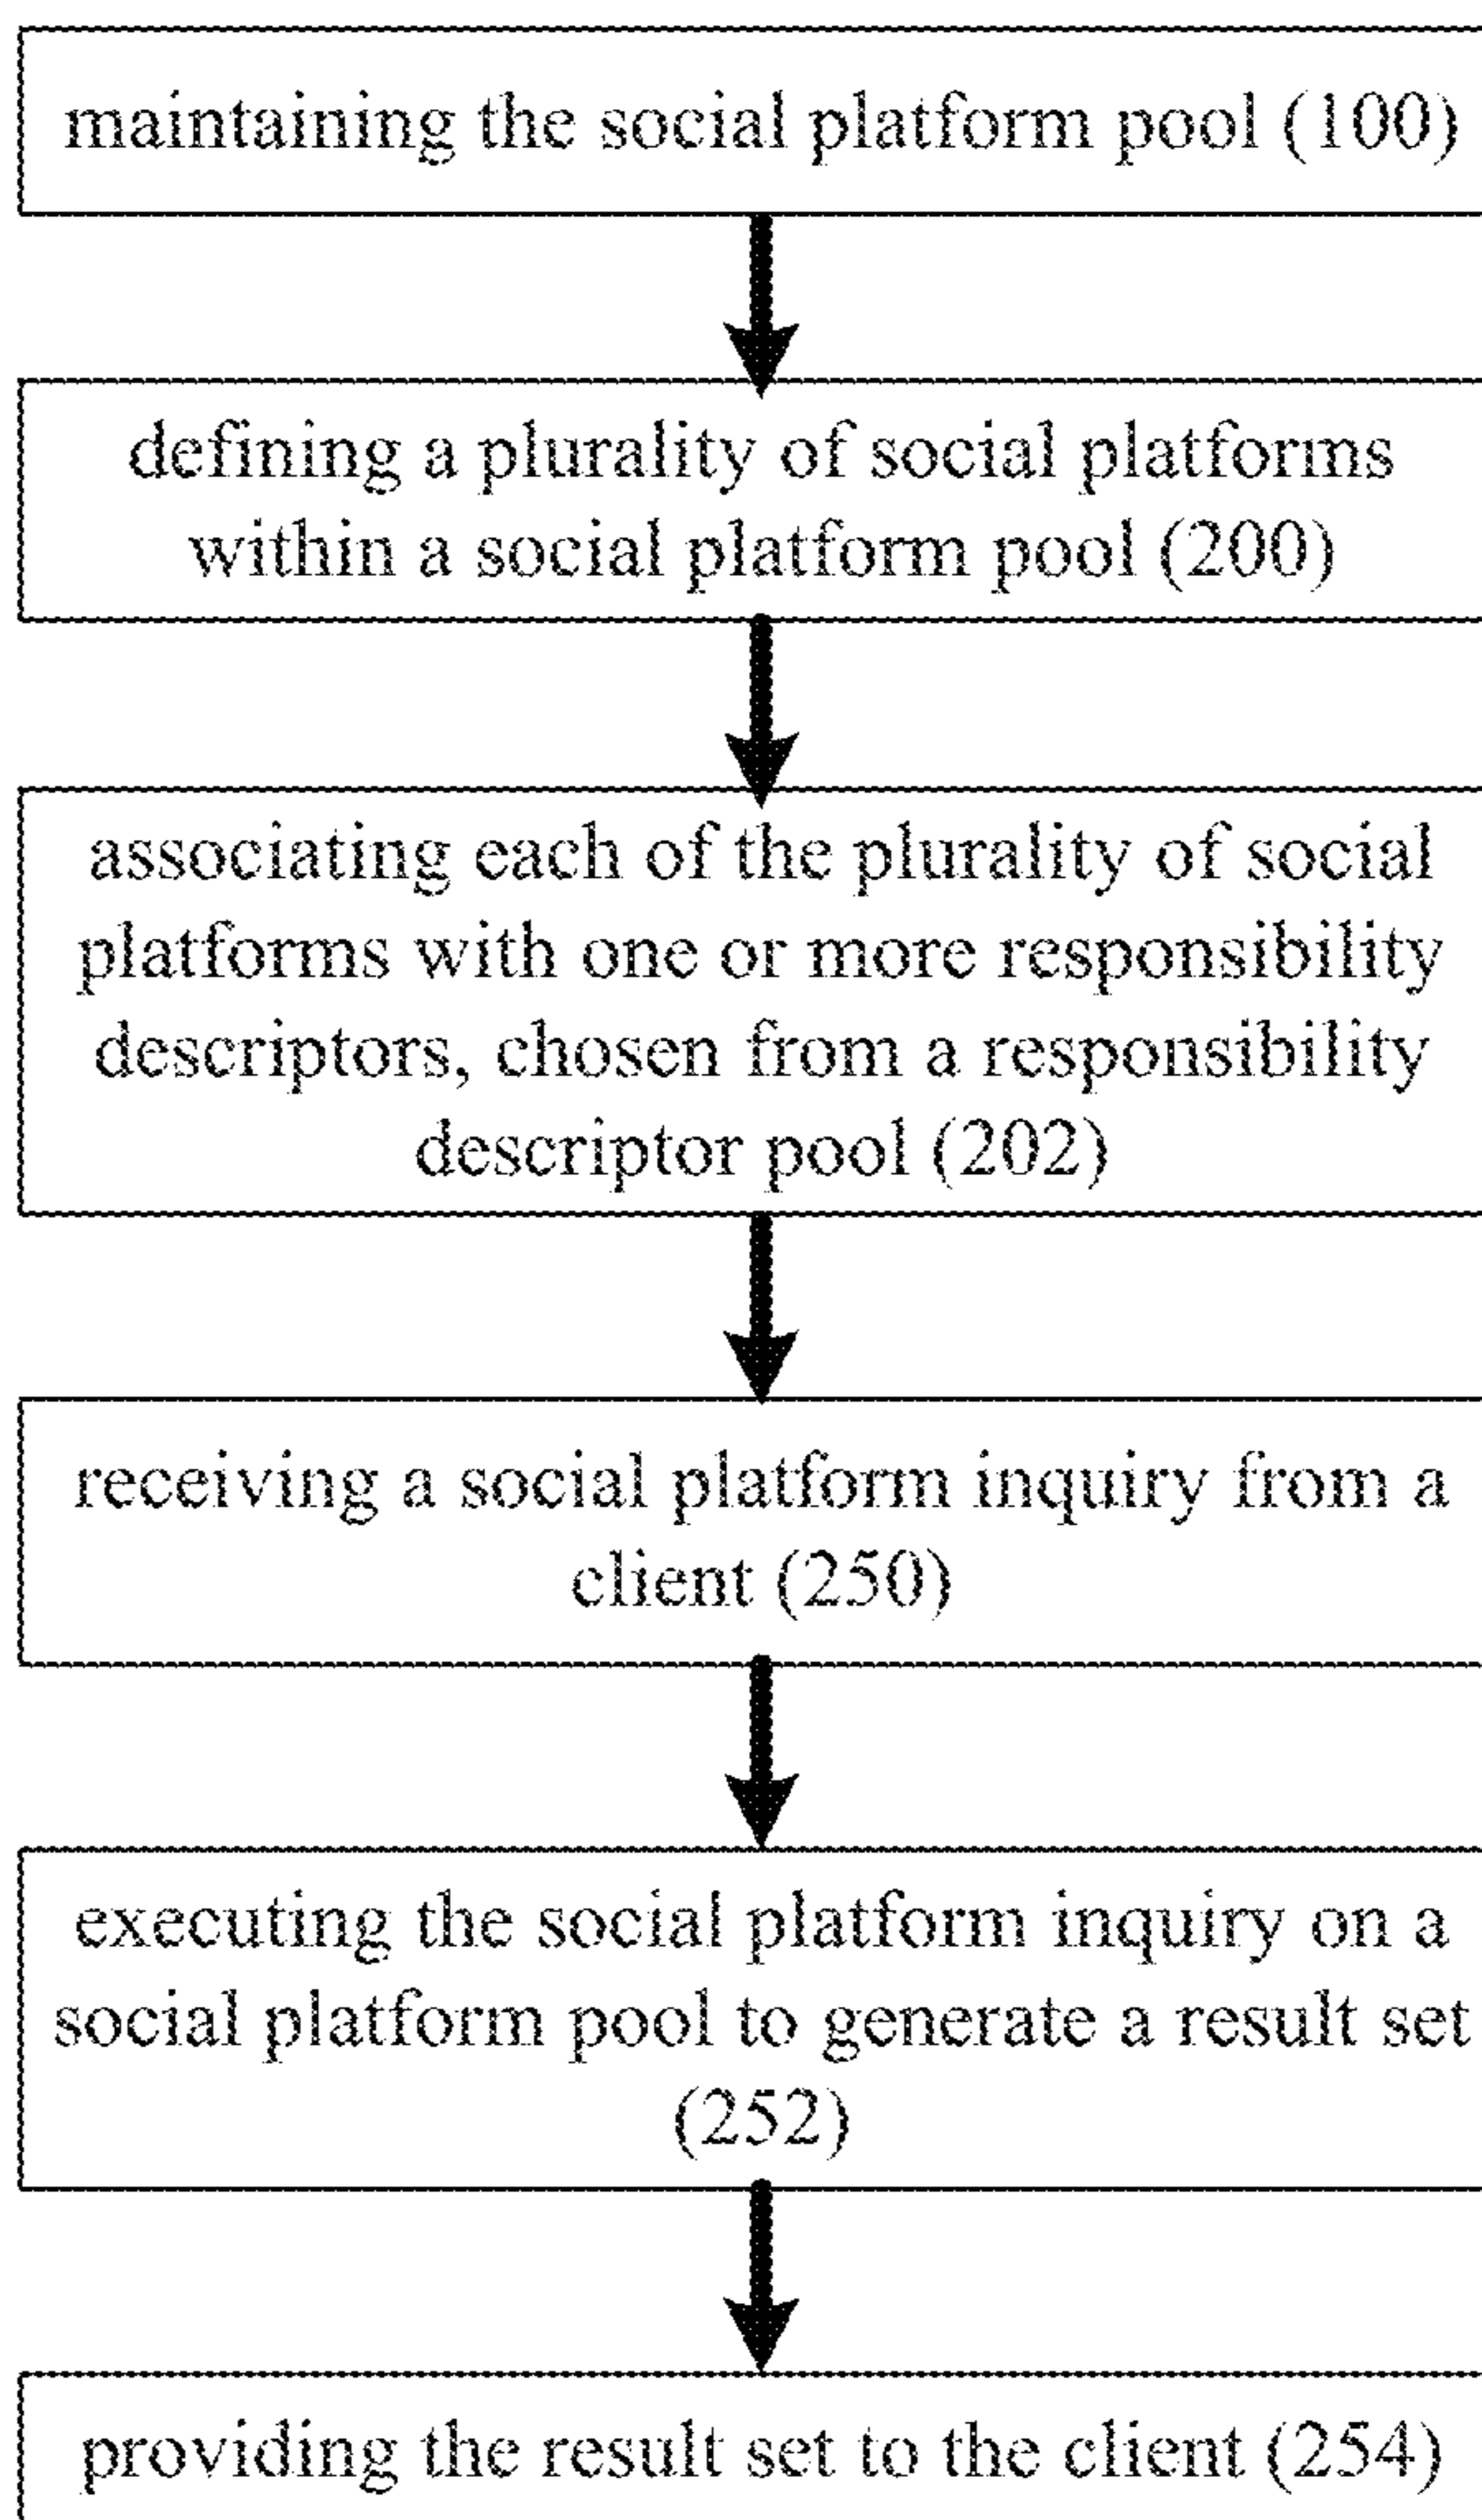 maintaining the social platform pool (100)
defining a plurality of social platforms
within a social platform pool (200)
associating each of the plurality of social
platforms with one or more responsibility
descriptors, chosen from a responsibility
descriptor pool (202)
receiving a social platform inquiry from a
client (250)
executing the social platform inquiry on a
social platform pool to generate a result set
(252)
providing the result set to the client (254)